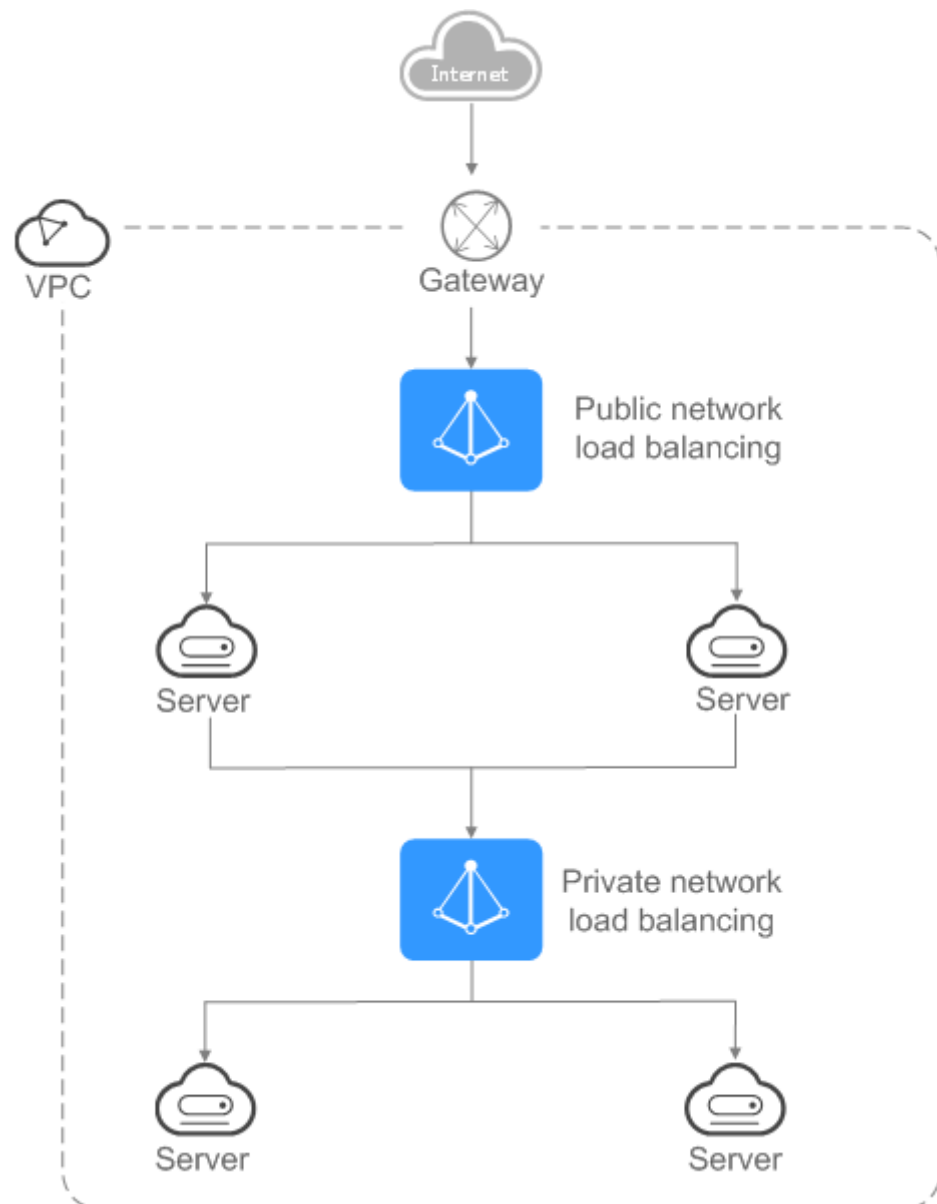 Internet
VPC
Gateway
Public network
load balancing
Server
Server
Private network
load balancing
Server
Server